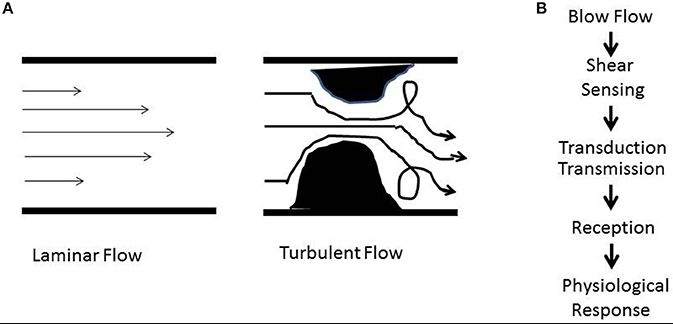 A
Laminar Flow
Turbulent Flow
B
Blow Flow
Shear
Sensing
Transduction
Transmission
Reception
Physiological
Response